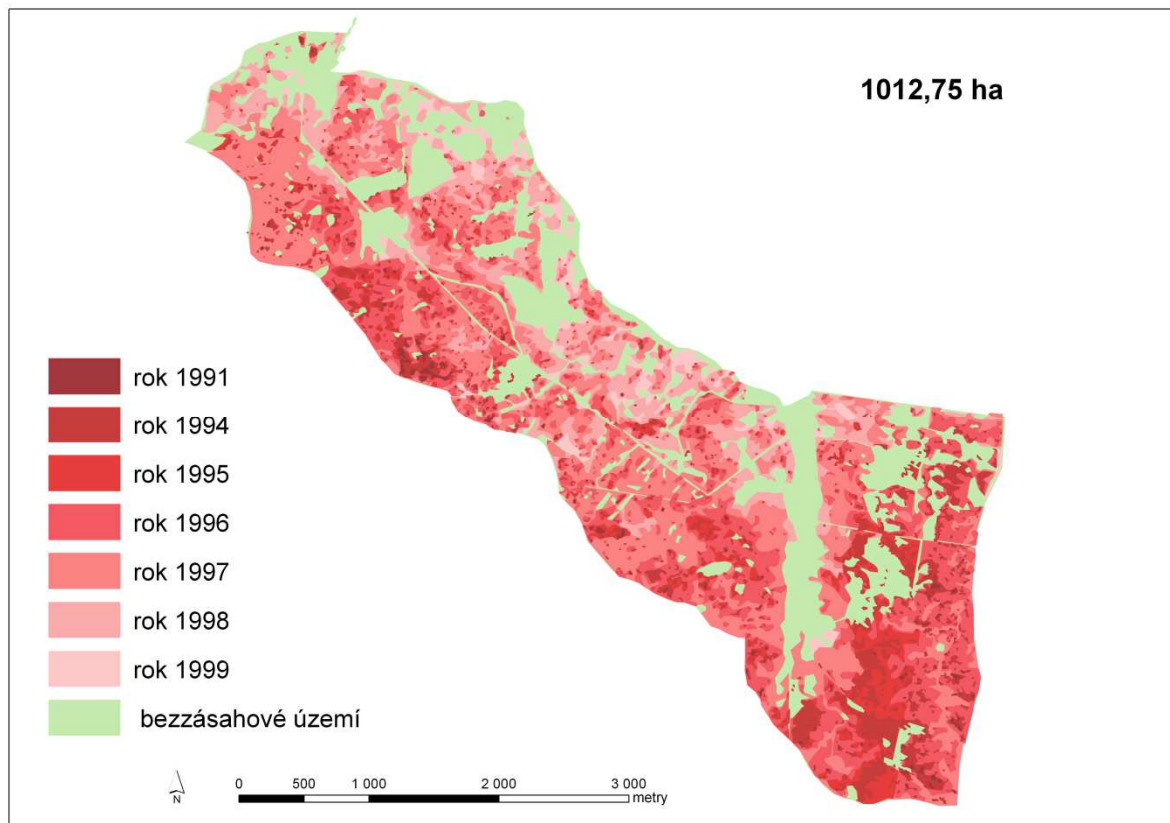 1012,75 ha
rok 1991
rok 1994
rok 1995
rok 1996
rok 1997
rok 1998
rok 1999
bezzásahové území
N
0 500 1 000 2 000 3 000
metry